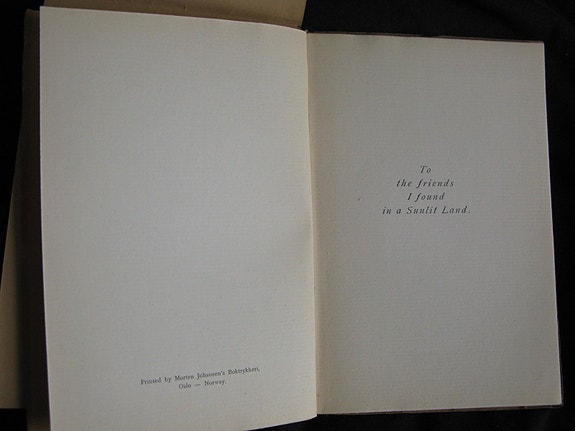 Printed by Morten Johansen's Boktrykkeri,
Oslo — Norway.
To
the friends
I found
in a Sunlit Land.